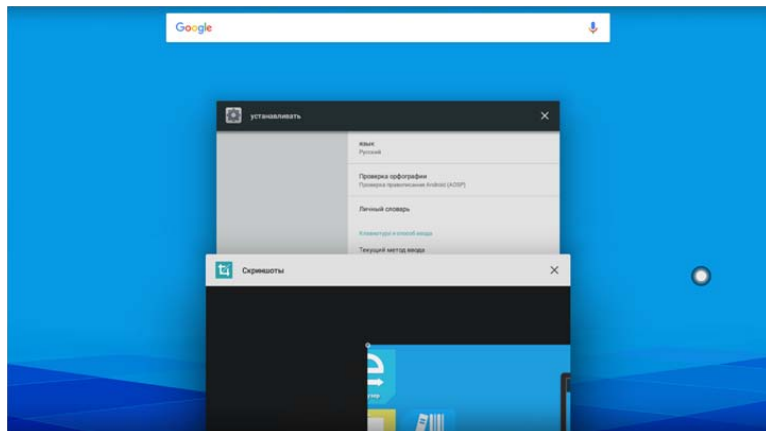 Google
устанавливать
язык
Русский
Проверка орфографии
Проверка правописания Android (AOSP)
Личный словарь
Клавиатура и способ ввода
Текущий метод ввода
Скриншоты